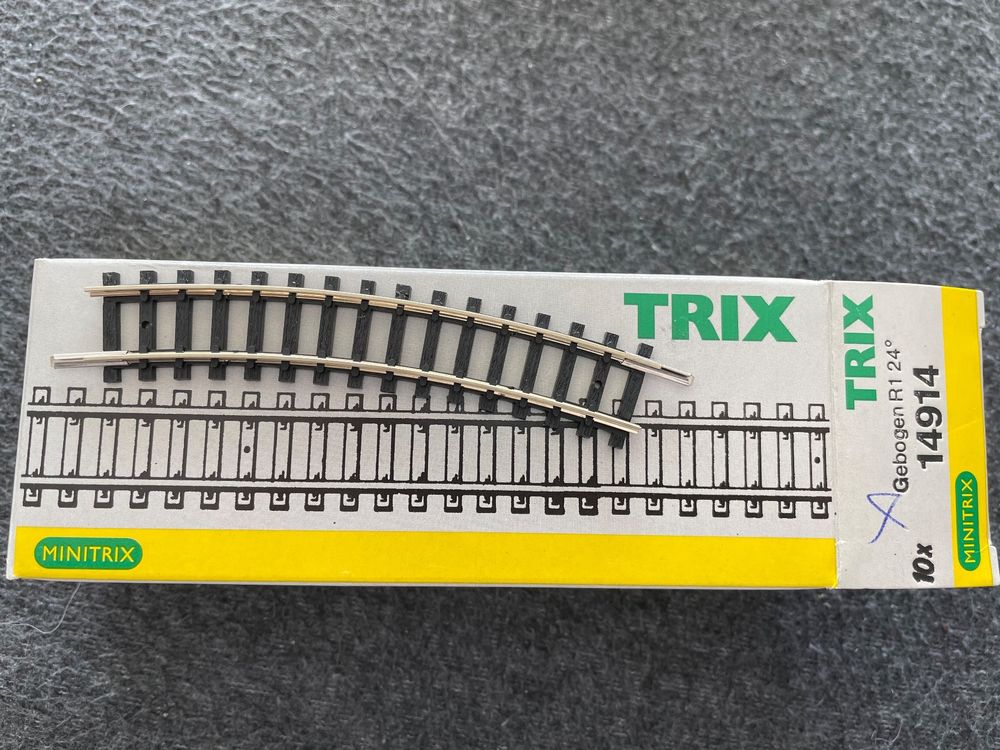 TRIX
MINITRIX
TRIX
Gebogen R1 24°
14914
10x
MINITRIX